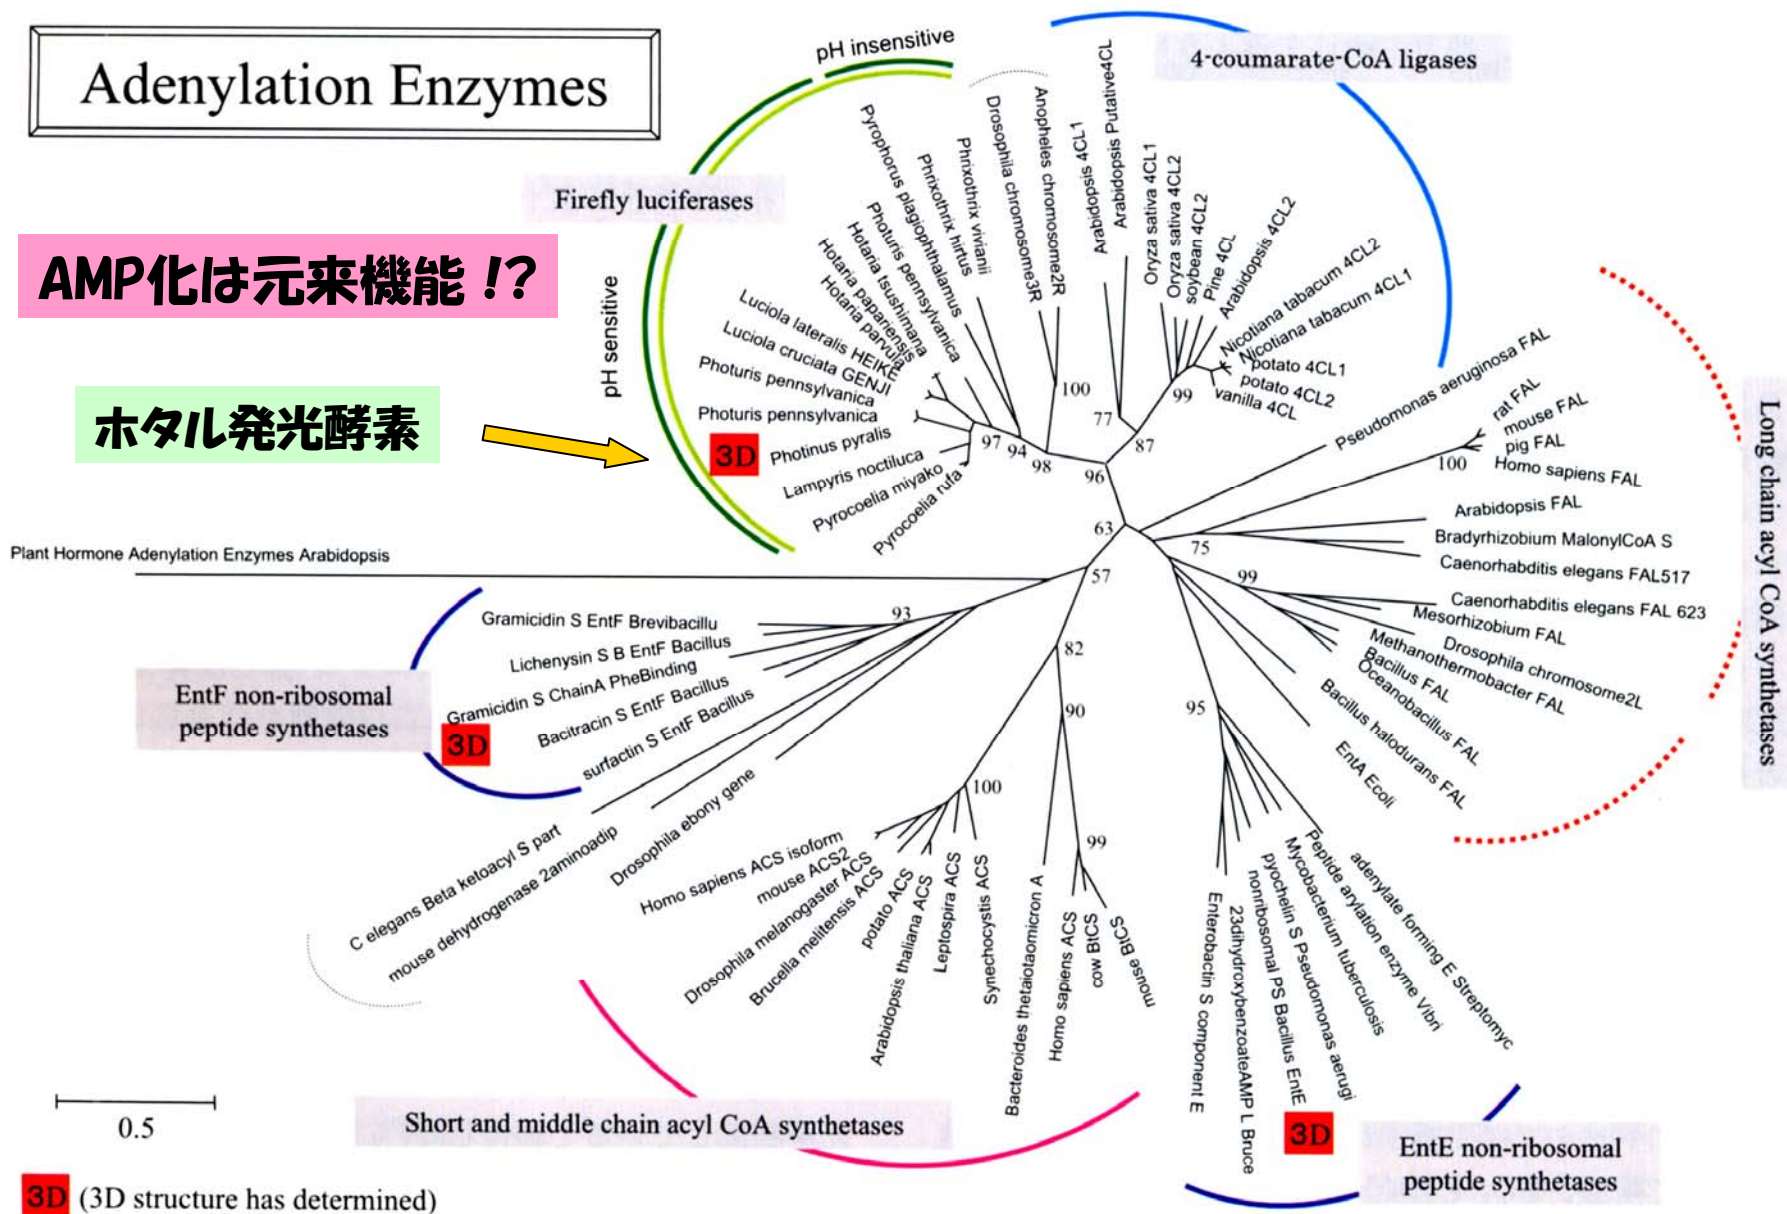 Adenylation Enzymes
pH insensitive
4-coumarate-CoA ligases
Firefly luciferases
AMP化は元来機能!?
pH sensitive
ホタル発光酵素
Pyrophorus plagiophthalamus
Phrixothrix hirtus
Phrixothrix vivianii
Drosophila chromosome3R
Anopheles chromosome2R
Arabidopsis 4CL1
Arabidopsis Putative4CL
Oryza sativa 4CL1
Oryza sativa 4CL2
soybean 4CL2
Pine 4CL
Arabidopsis 4CL2
Nicotiana tabacum 4CL2
Nicotiana tabacum 4CL1
potato 4CL1
potato 4CL2
vanilla 4CL
Photuris pennsylvanica
Hotaria tsushimana
Hotaria papariensis
Hotaria parvula
Luciola lateralis HEIKE
Luciola cruciata GENJI
Photuris pennsylvanica
Photuris pennsylvanica
3D
Photinus pyralis
Lampyris noctiluca
Pyrocoelia miyako
Pyrocoelia rufa
97
94
98
100
77
99
87
96
63
57
Pseudomonas aeruginosa FAL
rat FAL
mouse FAL
pig FAL
Homo sapiens FAL
100
Arabidopsis FAL
Bradyrhizobium MalonylCoA S
Caenorhabditis elegans FAL517
75
99
Caenorhabditis elegans FAL 623
Mesorhizobium FAL
Drosophila chromosome2L
Methanothermobacter FAL
Bacillus FAL
Oceanobacillus FAL
Bacillus halodurans FAL
EntA Ecoli
Long chain acyl CoA synthetases
Plant Hormone Adenylation Enzymes Arabidopsis
93
Gramicidin S EntF Brevibacillu
Lichenysin S B EntF Bacillus
Gramicidin S ChainA PheBinding
Bacitracin S EntF Bacillus
surfactin S EntF Bacillus
EntF non-ribosomal
peptide synthetases
3D
C elegans Beta ketoacyl S part
mouse dehydrogenase 2aminoadip
Drosophila ebony gene
82
90
100
99
95
Homo sapiens ACS isoform
mouse ACS2
Drosophila melanogaster ACS
Brucella melitensis ACS
potato ACS
Arabidopsis thaliana ACS
Leptospira ACS
Synechocystis ACS
Bacteroides thetaiotaomicron A
Homo sapiens ACS
cow BICS
mouse BICS
Enterobactin S component E
23dihydroxybenzoateAMP L Bruce
nonribosomal PS Bacillus EntE
pyochelin S Pseudomonas aerugi
Mycobacterium tuberculosis
Peptide arylation enzyme Vibri
adenylate forming E Streptomyc
3D
Short and middle chain acyl CoA synthetases
EntE non-ribosomal
peptide synthetases
0.5
3D (3D structure has determined)